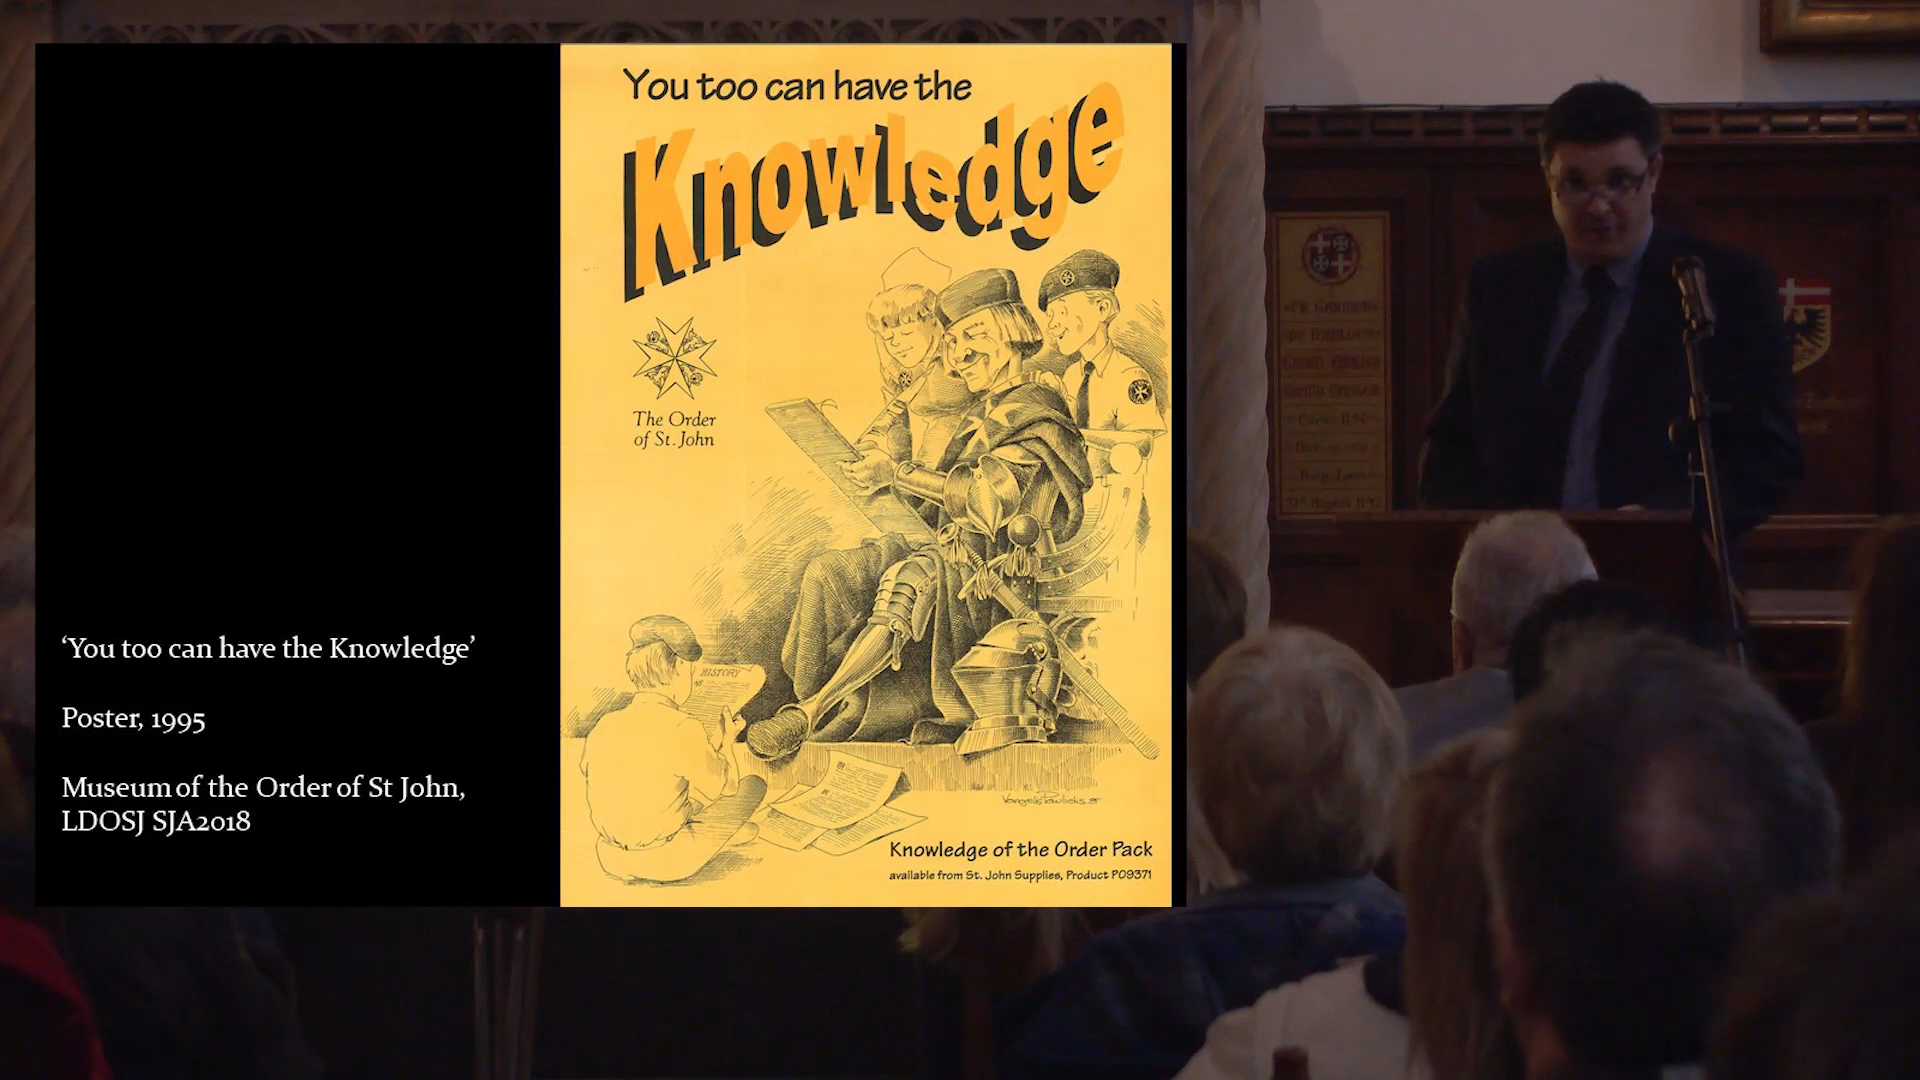 You too can have the
Knowledge
The Order
of St. John
HISTORY
Knowledge of the Order Pack
available from St. John Supplies, Product P09371
‘You too can have the Knowledge’
Poster, 1995
Museum of the Order of St John,
LDOSJ SJA2018